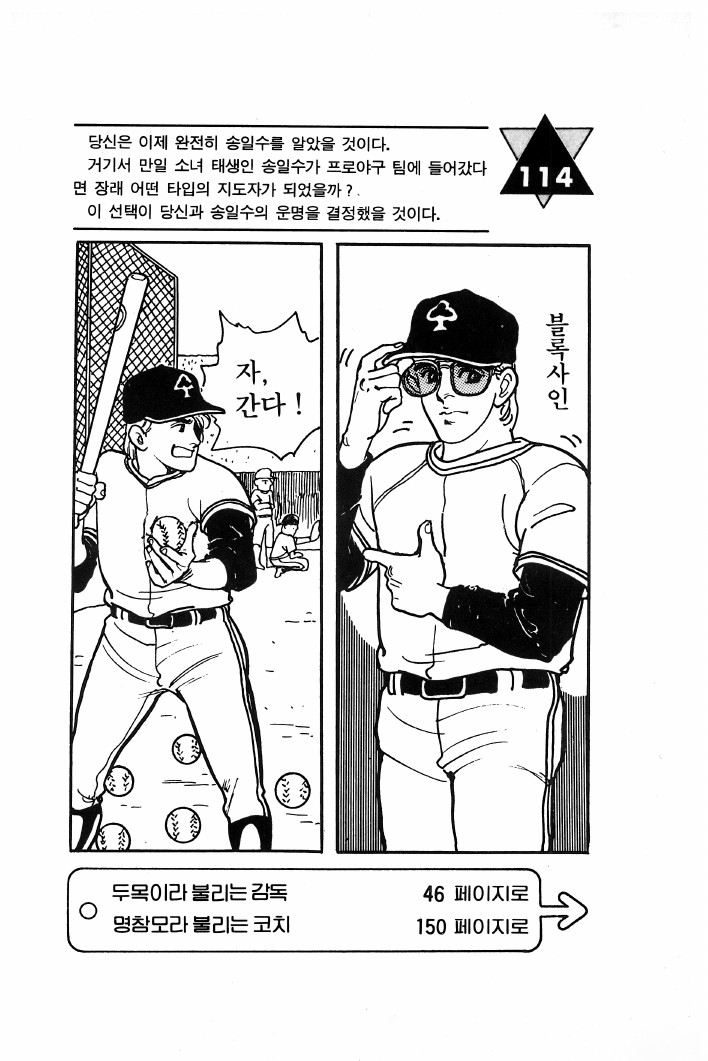 당신은 이제 완전히 송일수를 알았을 것이다.
거기서 만일 소녀 태생인 송일수가 프로야구 팀에 들어갔다
면 장래 어떤 타입의 지도자가 되었을까?
이 선택이 당신과 송일수의 운명을 결정했을 것이다.
114
자,
간다!
블록사인
두목이라 불리는 감독 46 페이지로
명참모라 불리는 코치 150 페이지로